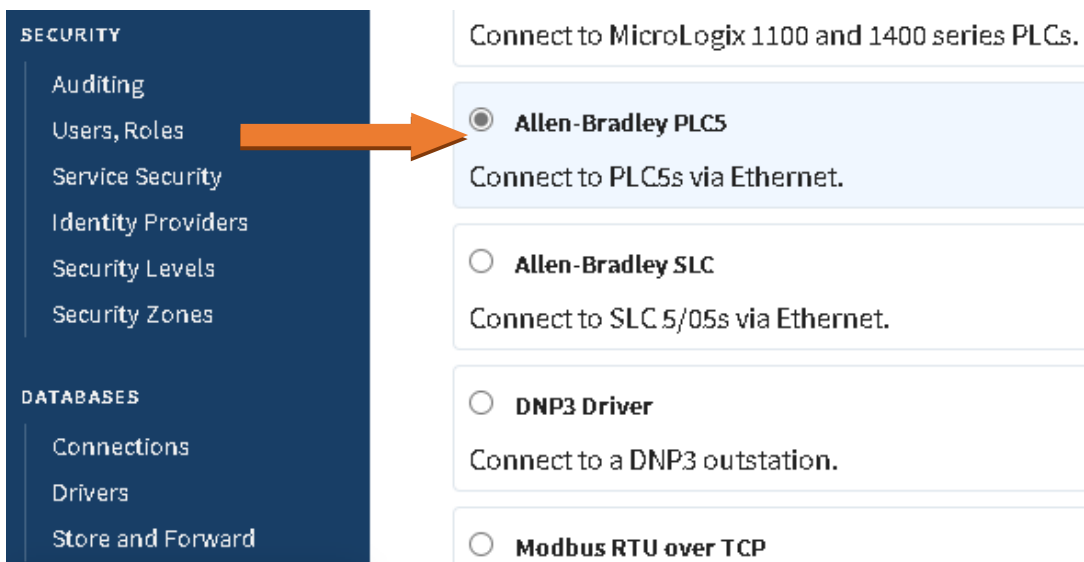 SECURITY
Auditing
Users, Roles
Service Security
Identity Providers
Security Levels
Security Zones
DATABASES
Connections
Drivers
Store and Forward
Connect to MicroLogix 1100 and 1400 series PLCs.
Allen-Bradley PLC5
Connect to PLC5s via Ethernet.
Allen-Bradley SLC
Connect to SLC 5/05s via Ethernet.
DNP3 Driver
Connect to a DNP3 outstation.
Modbus RTU over TCP